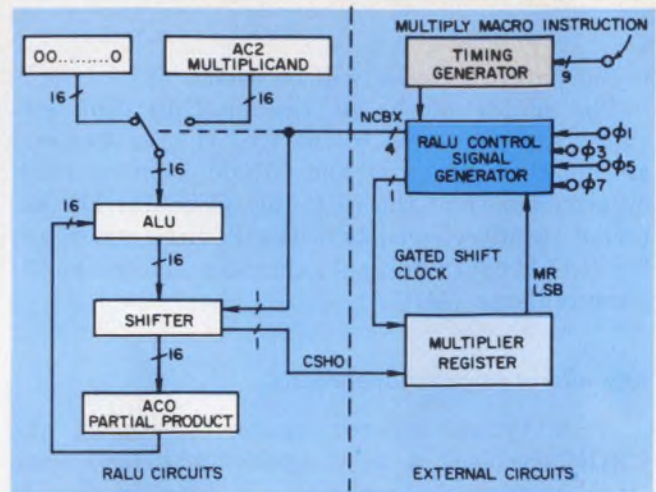 MULTIPLY MACRO INSTRUCTION
00.........0
AC2
MULTIPLICAND
TIMING
GENERATOR
9
16
16
NCBX
4
RALU CONTROL
SIGNAL
GENERATOR
φ1
φ3
φ5
φ7
16
16
ALU
16
GATED SHIFT
CLOCK
MR
LSB
SHIFTER
1
16
CSHO
MULTIPLIER
REGISTER
ACO
PARTIAL PRODUCT
RALU CIRCUITS
EXTERNAL CIRCUITS